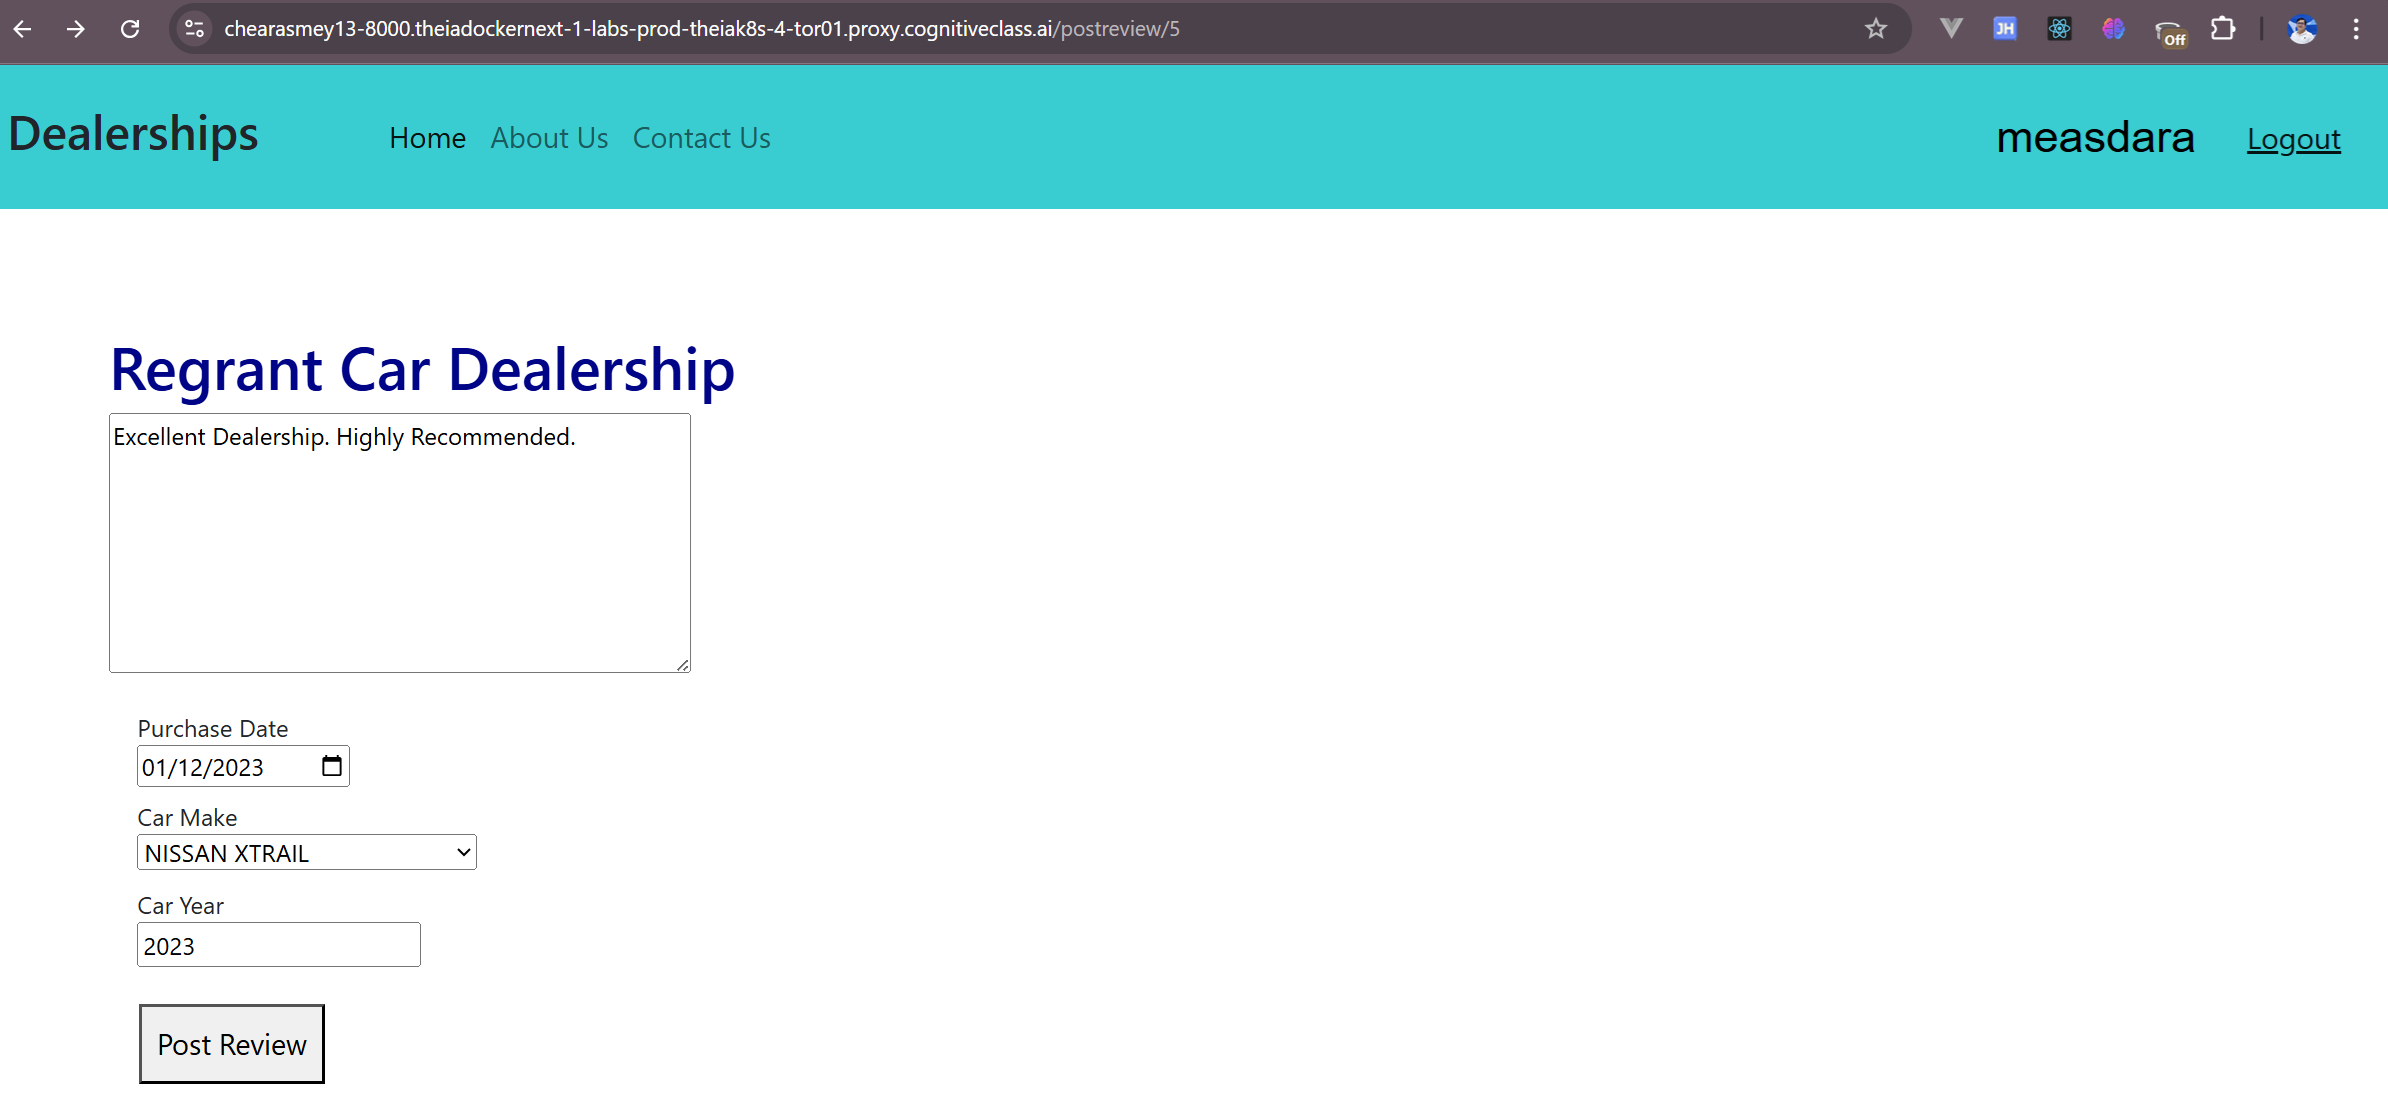 chearasmey13-8000.theiadockernext-1-labs-prod-theiak8s-4-tor01.proxy.cognitiveclass.ai/postreview/5
JH
Off
Dealerships Home About Us Contact Us measdara Logout
Regrant Car Dealership
Excellent Dealership. Highly Recommended.
Purchase Date
01/12/2023
Car Make
NISSAN XTRAIL
Car Year
2023
Post Review